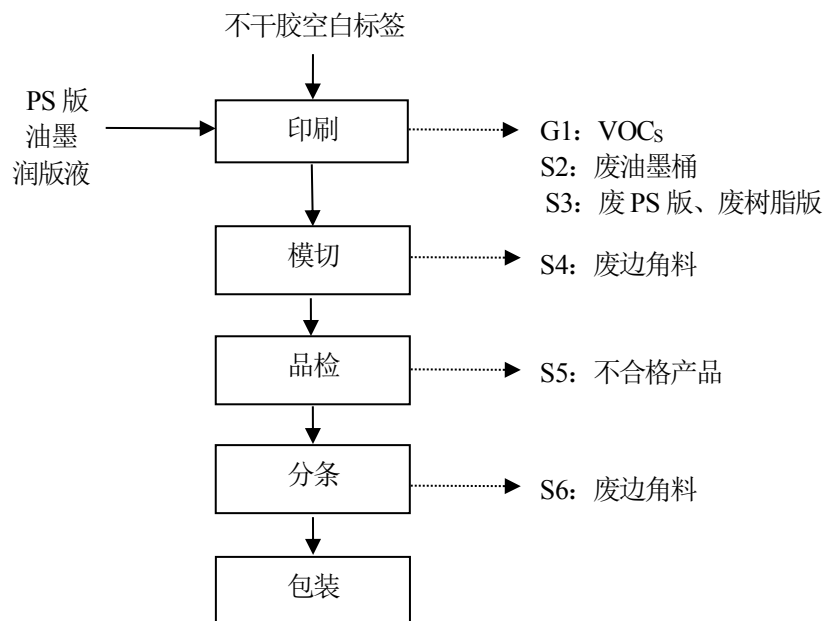 不干胶空白标签
PS 版
油墨
润版液
印刷
G1：VOCs
S2：废油墨桶
S3：废 PS 版、废树脂版
模切
S4：废边角料
品检
S5：不合格产品
分条
S6：废边角料
包装